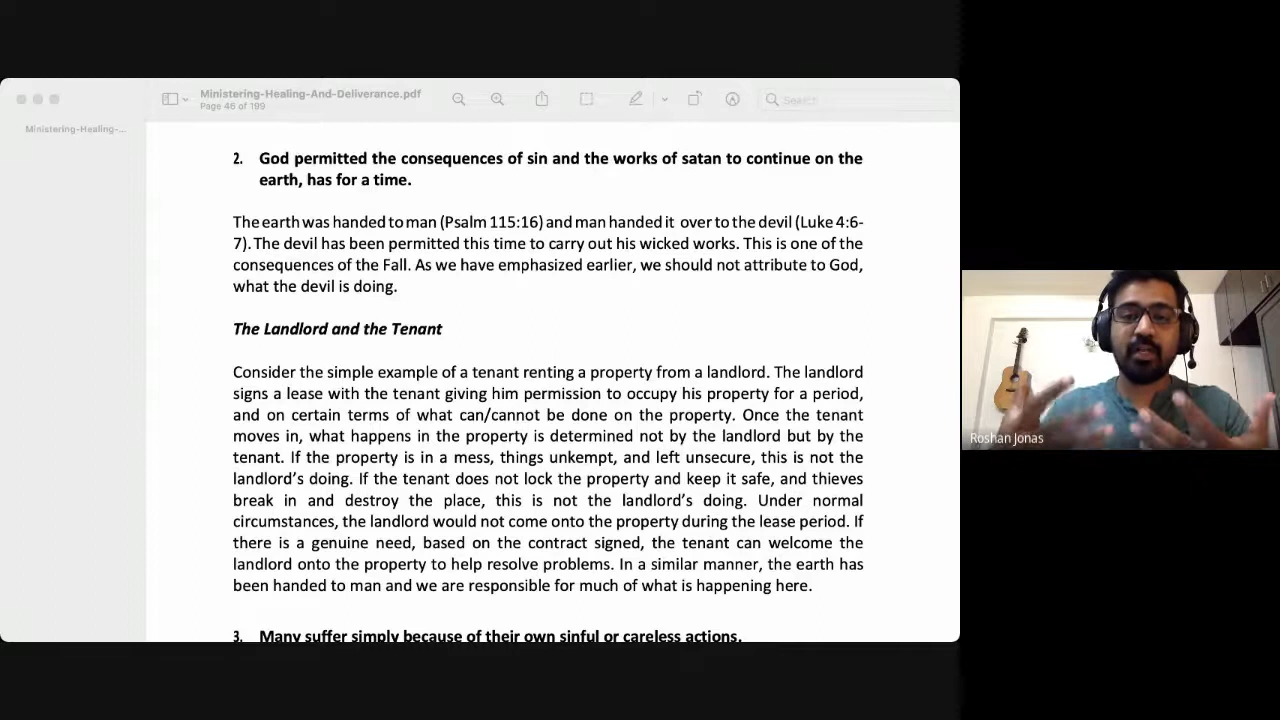 Ministering-Healing-And-Deliverance.pdf
Page 46 of 199
Search
Ministering-Healing-...
2. God permitted the consequences of sin and the works of satan to continue on the
earth, has for a time.
The earth was handed to man (Psalm 115:16) and man handed it over to the devil (Luke 4:6-
7). The devil has been permitted this time to carry out his wicked works. This is one of the
consequences of the Fall. As we have emphasized earlier, we should not attribute to God,
what the devil is doing.
The Landlord and the Tenant
Consider the simple example of a tenant renting a property from a landlord. The landlord
signs a lease with the tenant giving him permission to occupy his property for a period,
and on certain terms of what can/cannot be done on the property. Once the tenant
moves in, what happens in the property is determined not by the landlord but by the
tenant. If the property is in a mess, things unkempt, and left unsecure, this is not the
landlord's doing. If the tenant does not lock the property and keep it safe, and thieves
break in and destroy the place, this is not the landlord's doing. Under normal
circumstances, the landlord would not come onto the property during the lease period. If
there is a genuine need, based on the contract signed, the tenant can welcome the
landlord onto the property to help resolve problems. In a similar manner, the earth has
been handed to man and we are responsible for much of what is happening here.
3. Many suffer simply because of their own sinful or careless actions.
Roshan Jonas